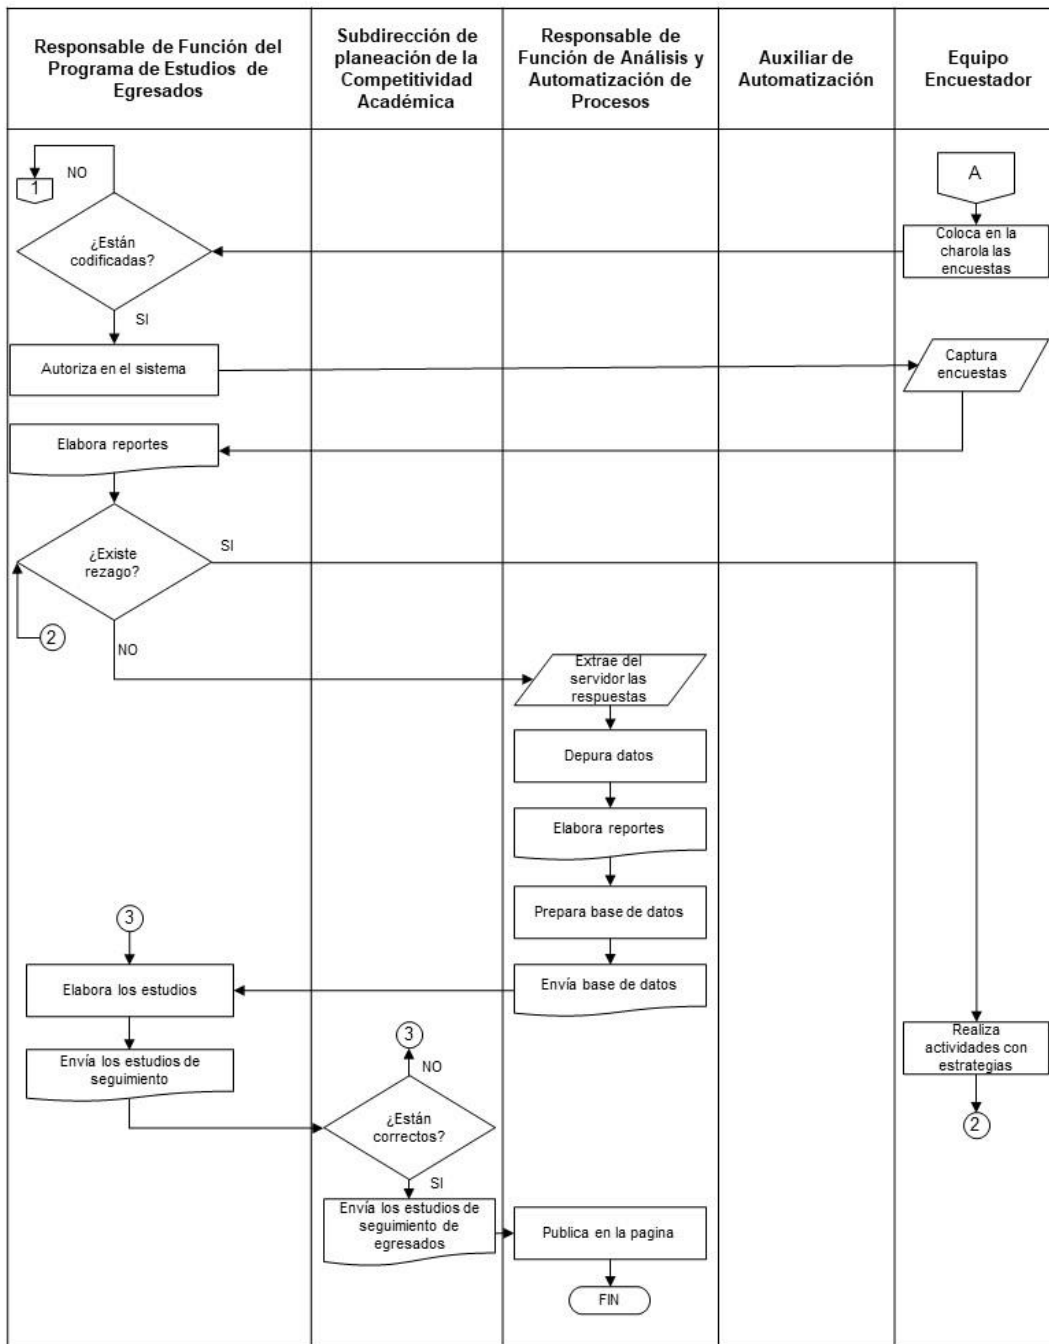 Responsable de Función del
Programa de Estudios de
Egresados
Subdirección de
planeación de la
Competitividad
Académica
Responsable de
Función de Análisis y
Automatización de
Procesos
Auxiliar de
Automatización
Equipo
Encuestador
NO
1
A
¿Están
codificadas?
Coloca en la
charola las
encuestas
SI
Autoriza en el sistema
Captura
encuestas
Elabora reportes
¿Existe
rezago?
SI
2
NO
Extrae del
servidor las
respuestas
Depura datos
Elabora reportes
Prepara base de datos
3
Elabora los estudios
Envía base de datos
Envía los estudios de
seguimiento
3
NO
Realiza
actividades con
estrategias
¿Están
correctos?
2
SI
Envía los estudios de
seguimiento de
egresados
Publica en la pagina
FIN